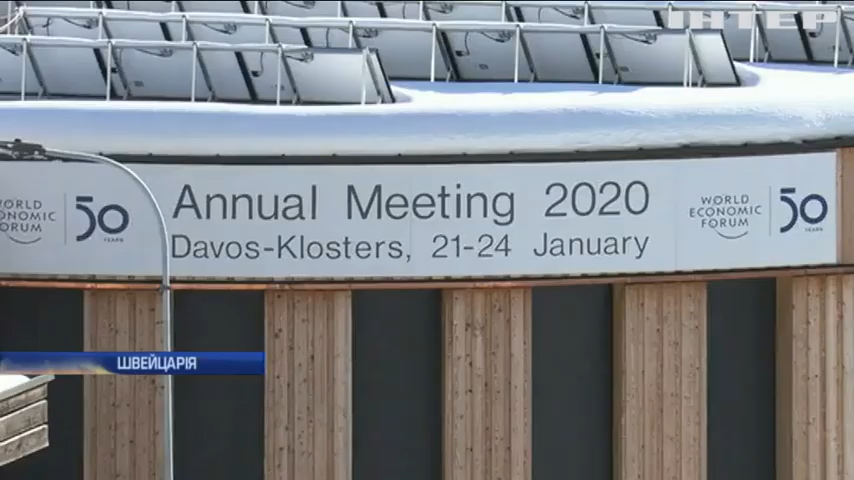 ІНТЕР
WORLD
ECONOMIC
FORUM
50
YEARS
Annual Meeting 2020
Davos-Klosters, 21-24 January
WORLD
ECONOMIC
FORUM
50
YEARS
ШВЕЙЦАРІЯ